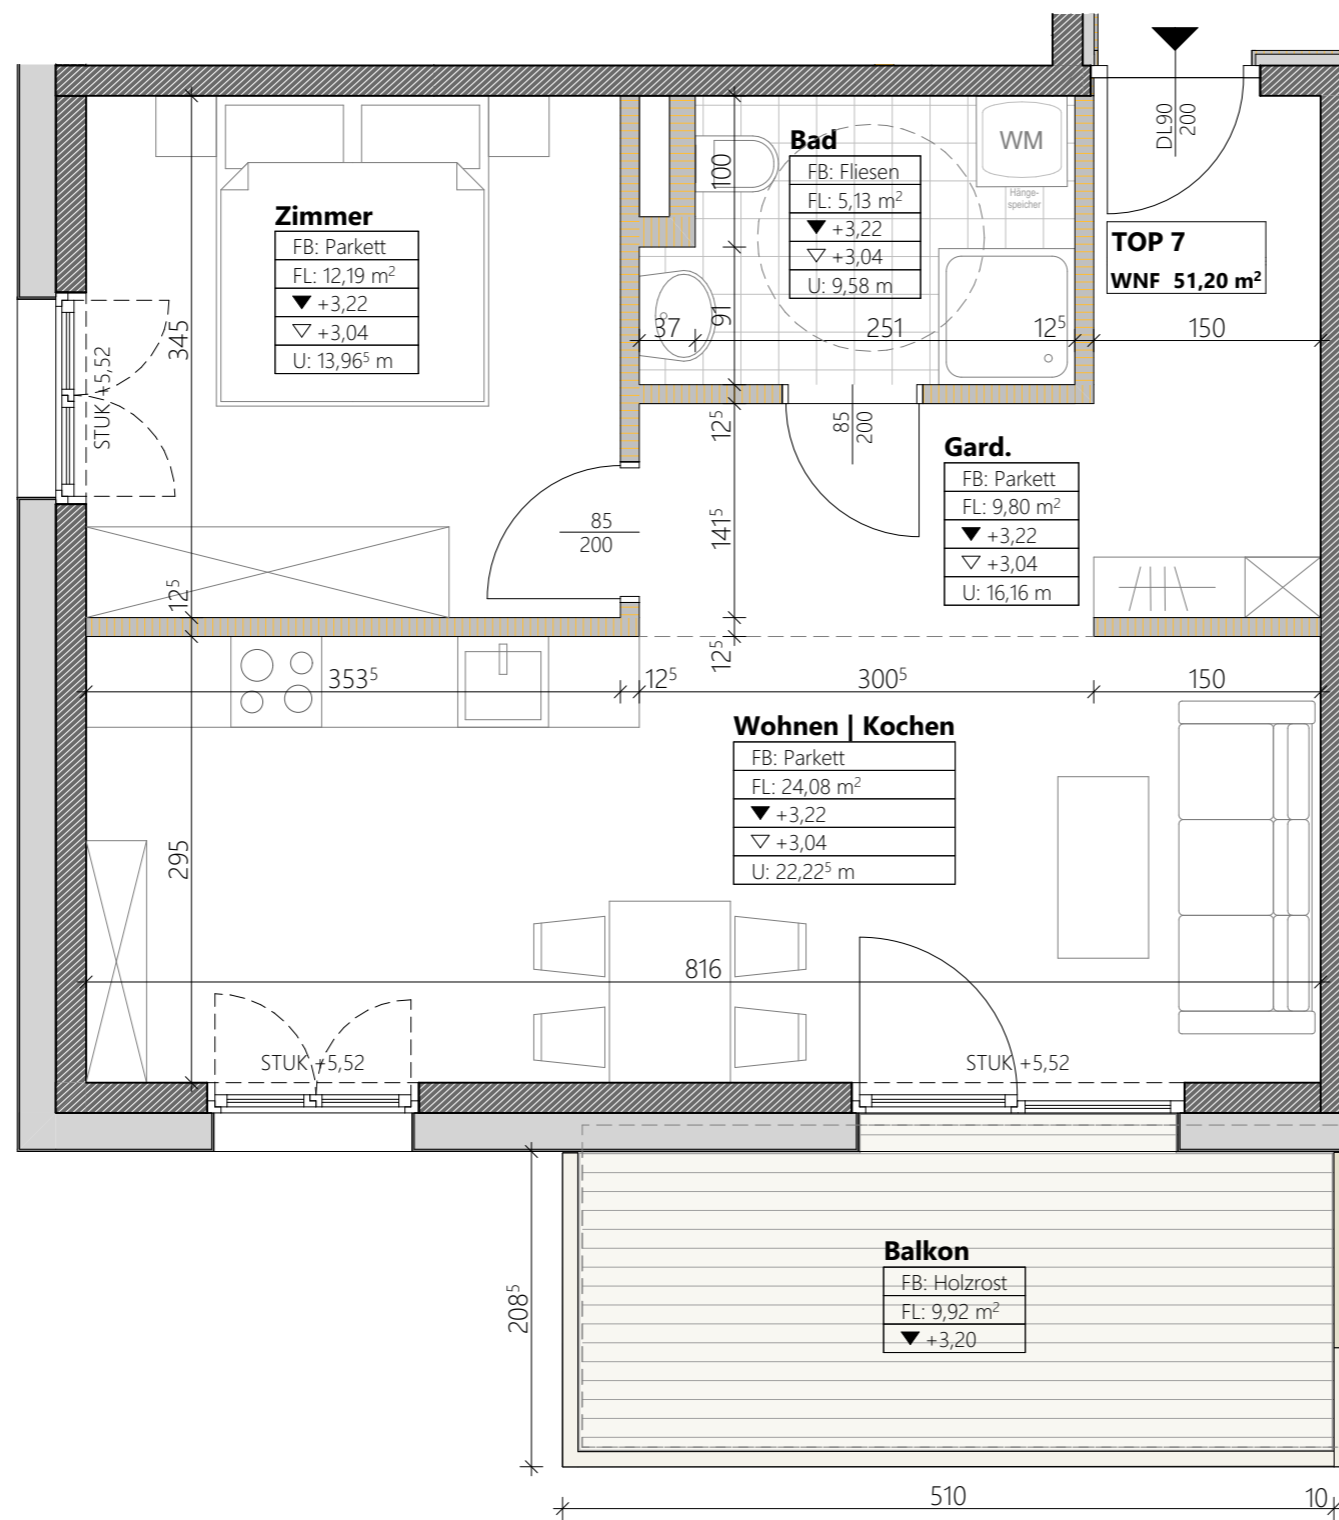 DL90
200
Bad
FB: Fliesen
FL: 5,13 m²
▼ +3,22
▽ +3,04
U: 9,58 m
WM
Hänge-
speicher
100
91
Zimmer
FB: Parkett
FL: 12,19 m²
▼ +3,22
▽ +3,04
U: 13,96⁵ m
TOP 7
WNF 51,20 m²
345
STUK +5,52
37
251
12⁵
150
12⁵
85
200
Gard.
FB: Parkett
FL: 9,80 m²
▼ +3,22
▽ +3,04
U: 16,16 m
85
200
141⁵
12⁵
12⁵
353⁵
12⁵
300⁵
150
Wohnen | Kochen
FB: Parkett
FL: 24,08 m²
▼ +3,22
▽ +3,04
U: 22,22⁵ m
295
816
STUK +5,52
STUK +5,52
Balkon
FB: Holzrost
FL: 9,92 m²
▼ +3,20
208⁵
510
10